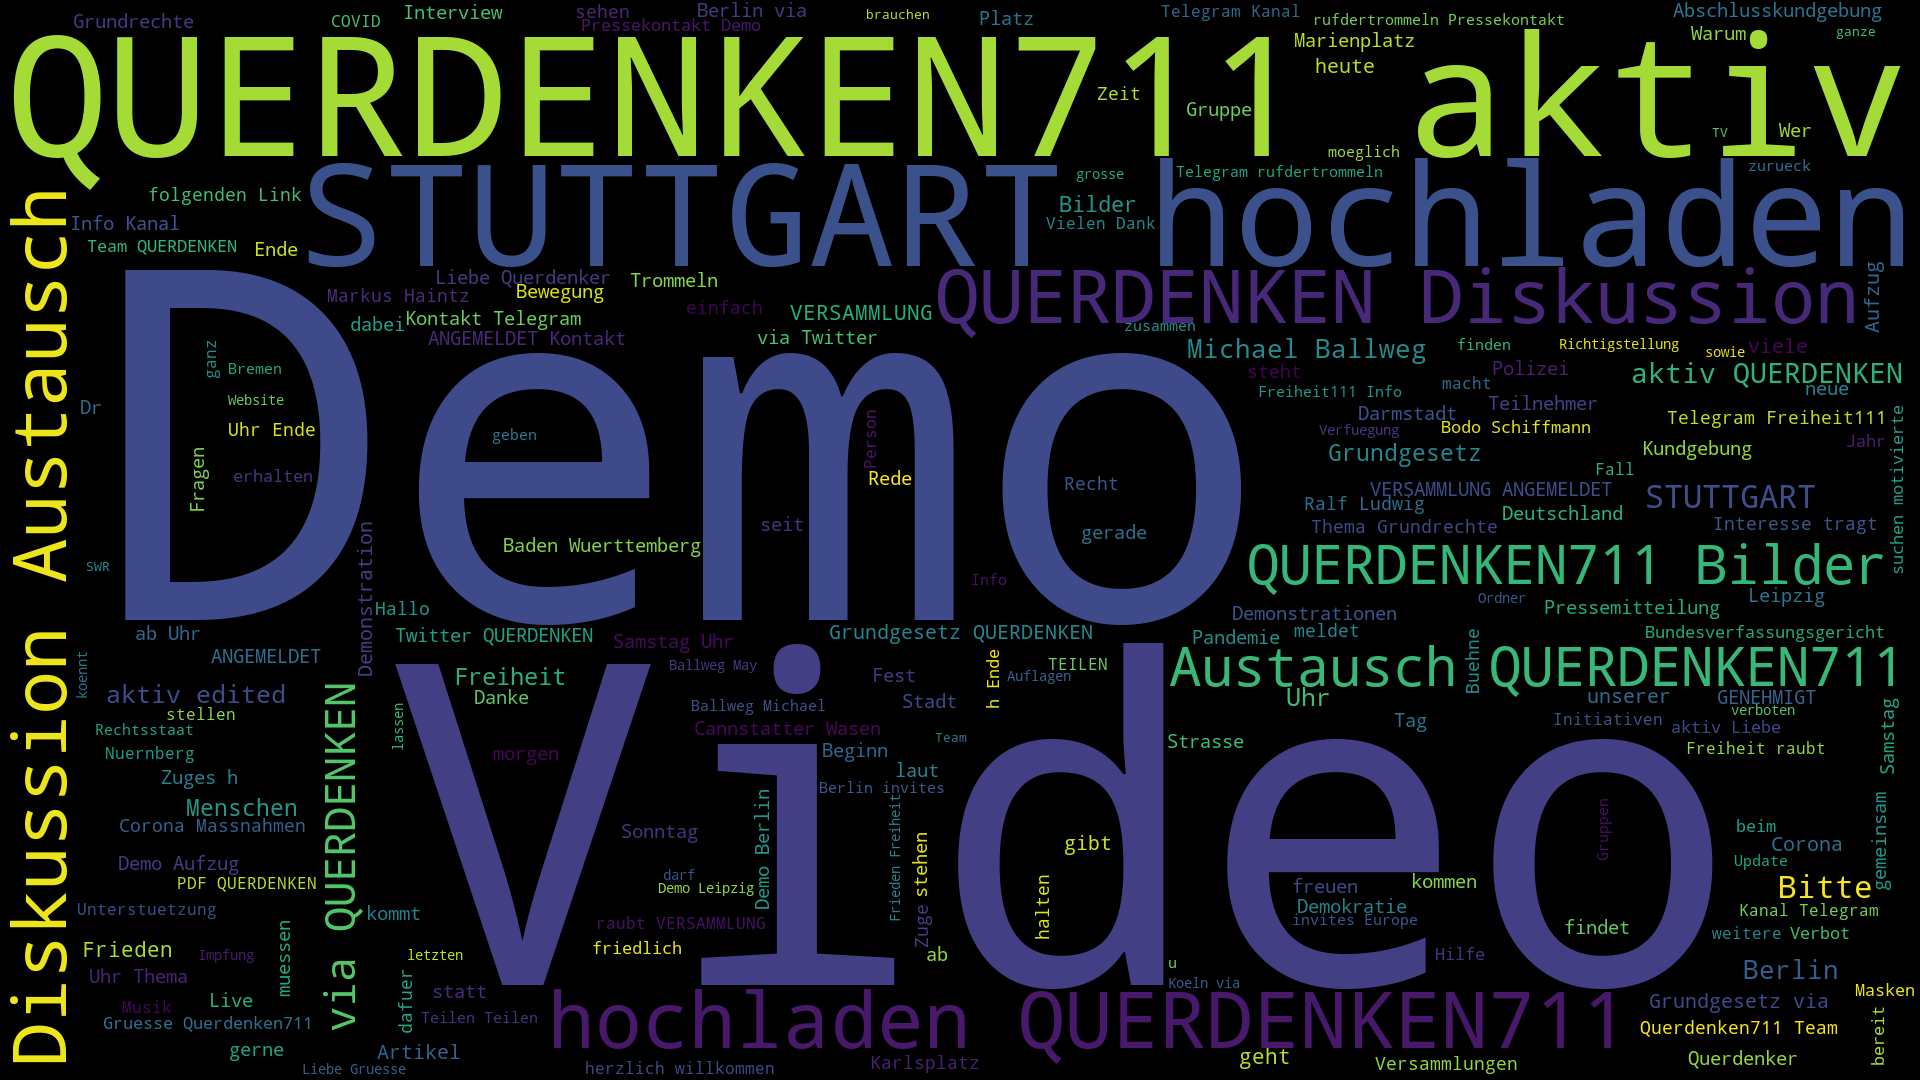 Grundrechte
COVID
Interview
sehen
Berlin via
brauchen
Platz
Telegram Kanal
rufdertrommeln Pressekontakt
Abschlusskundgebung
Pressekontakt Demo
Marienplatz
Warum
ganze
QUERDENKEN711 aktiv
heute
Zeit
Gruppe
TV
Wer
moeglich
STUTTGART hochladen
grosse
Telegram rufdertrommeln
zurueck
folgenden Link
Bilder
Info Kanal
Vielen Dank
Team QUERDENKEN
Ende
Diskussion Austausch
Liebe Querdenker
Trommeln
QUERDENKEN Diskussion
Aufzug
Markus Haintz
Bewegung
einfach
VERSAMMLUNG
dabei
Kontakt Telegram
zusammen
ANGEMELDET Kontakt
via Twitter
Michael Ballweg
finden
Richtigstellung
sowie
viele
Demo
ganz
Bremen
steht
Polizei
aktiv QUERDENKEN
Freiheit111 Info
macht
neue
Dr
Website
Darmstadt
Teilnehmer
Uhr Ende
geben
Person
Verfuegung
Bodo Schiffmann
Telegram Freiheit111
Jahr
Grundgesetz
Kundgebung
Fragen
erhalten
Rede
Recht
Fall
suchen motivierte
VERSAMMLUNG ANGEMELDET
STUTTGART
Ralf Ludwig
Deutschland
seit
gerade
Thema Grundrechte
Interesse tragt
Baden Wuerttemberg
SWR
Demonstration
Info
QUERDENKEN711 Bilder
Hallo
Ordner
Leipzig
Demonstrationen
Pressemitteilung
ab Uhr
Twitter QUERDENKEN
Samstag Uhr
Grundgesetz QUERDENKEN
Pandemie
meldet
Bundesverfassungsgericht
koennt
ANGEMELDET
Freiheit
Ballweg May
Fest
h Ende
TEILEN
Auflagen
Austausch QUERDENKEN711
Buehne
aktiv edited
Danke
Ballweg Michael
Stadt
Uhr
unserer
GENEHMIGT
stellen
verboten
Rechtsstaat
lassen
Cannstatter Wasen
Tag
Initiativen
aktiv Liebe
Samstag
Nuernberg
via QUERDENKEN
morgen
Video
Beginn
Team
Strasse
Freiheit raubt
Zuges h
laut
Menschen
Berlin invites
Corona Massnahmen
Sonntag
Demo Berlin
Frieden Freiheit
Zuge stehen
gibt
Gruppen
beim
Corona
gemeinsam
Demo Aufzug
Update
PDF QUERDENKEN
darf
Demo Leipzig
halten
freuen
kommen
Bitte
Unterstuetzung
kommt
raubt VERSAMMLUNG
Demokratie
invites Europe
Kanal Telegram
findet
weitere
Verbot
Frieden
Impfung
muessen
letzten
friedlich
ab
Hilfe
Uhr Thema
dafuer
statt
u
Koeln via
Berlin
Musik
Live
Masken
hochladen QUERDENKEN711
Grundgesetz via
Gruesse Querdenken711
Teilen Teilen
Querdenken711 Team
bereit
gerne
Artikel
geht
Querdenker
Liebe Gruesse
herzlich willkommen
Karlsplatz
Versammlungen